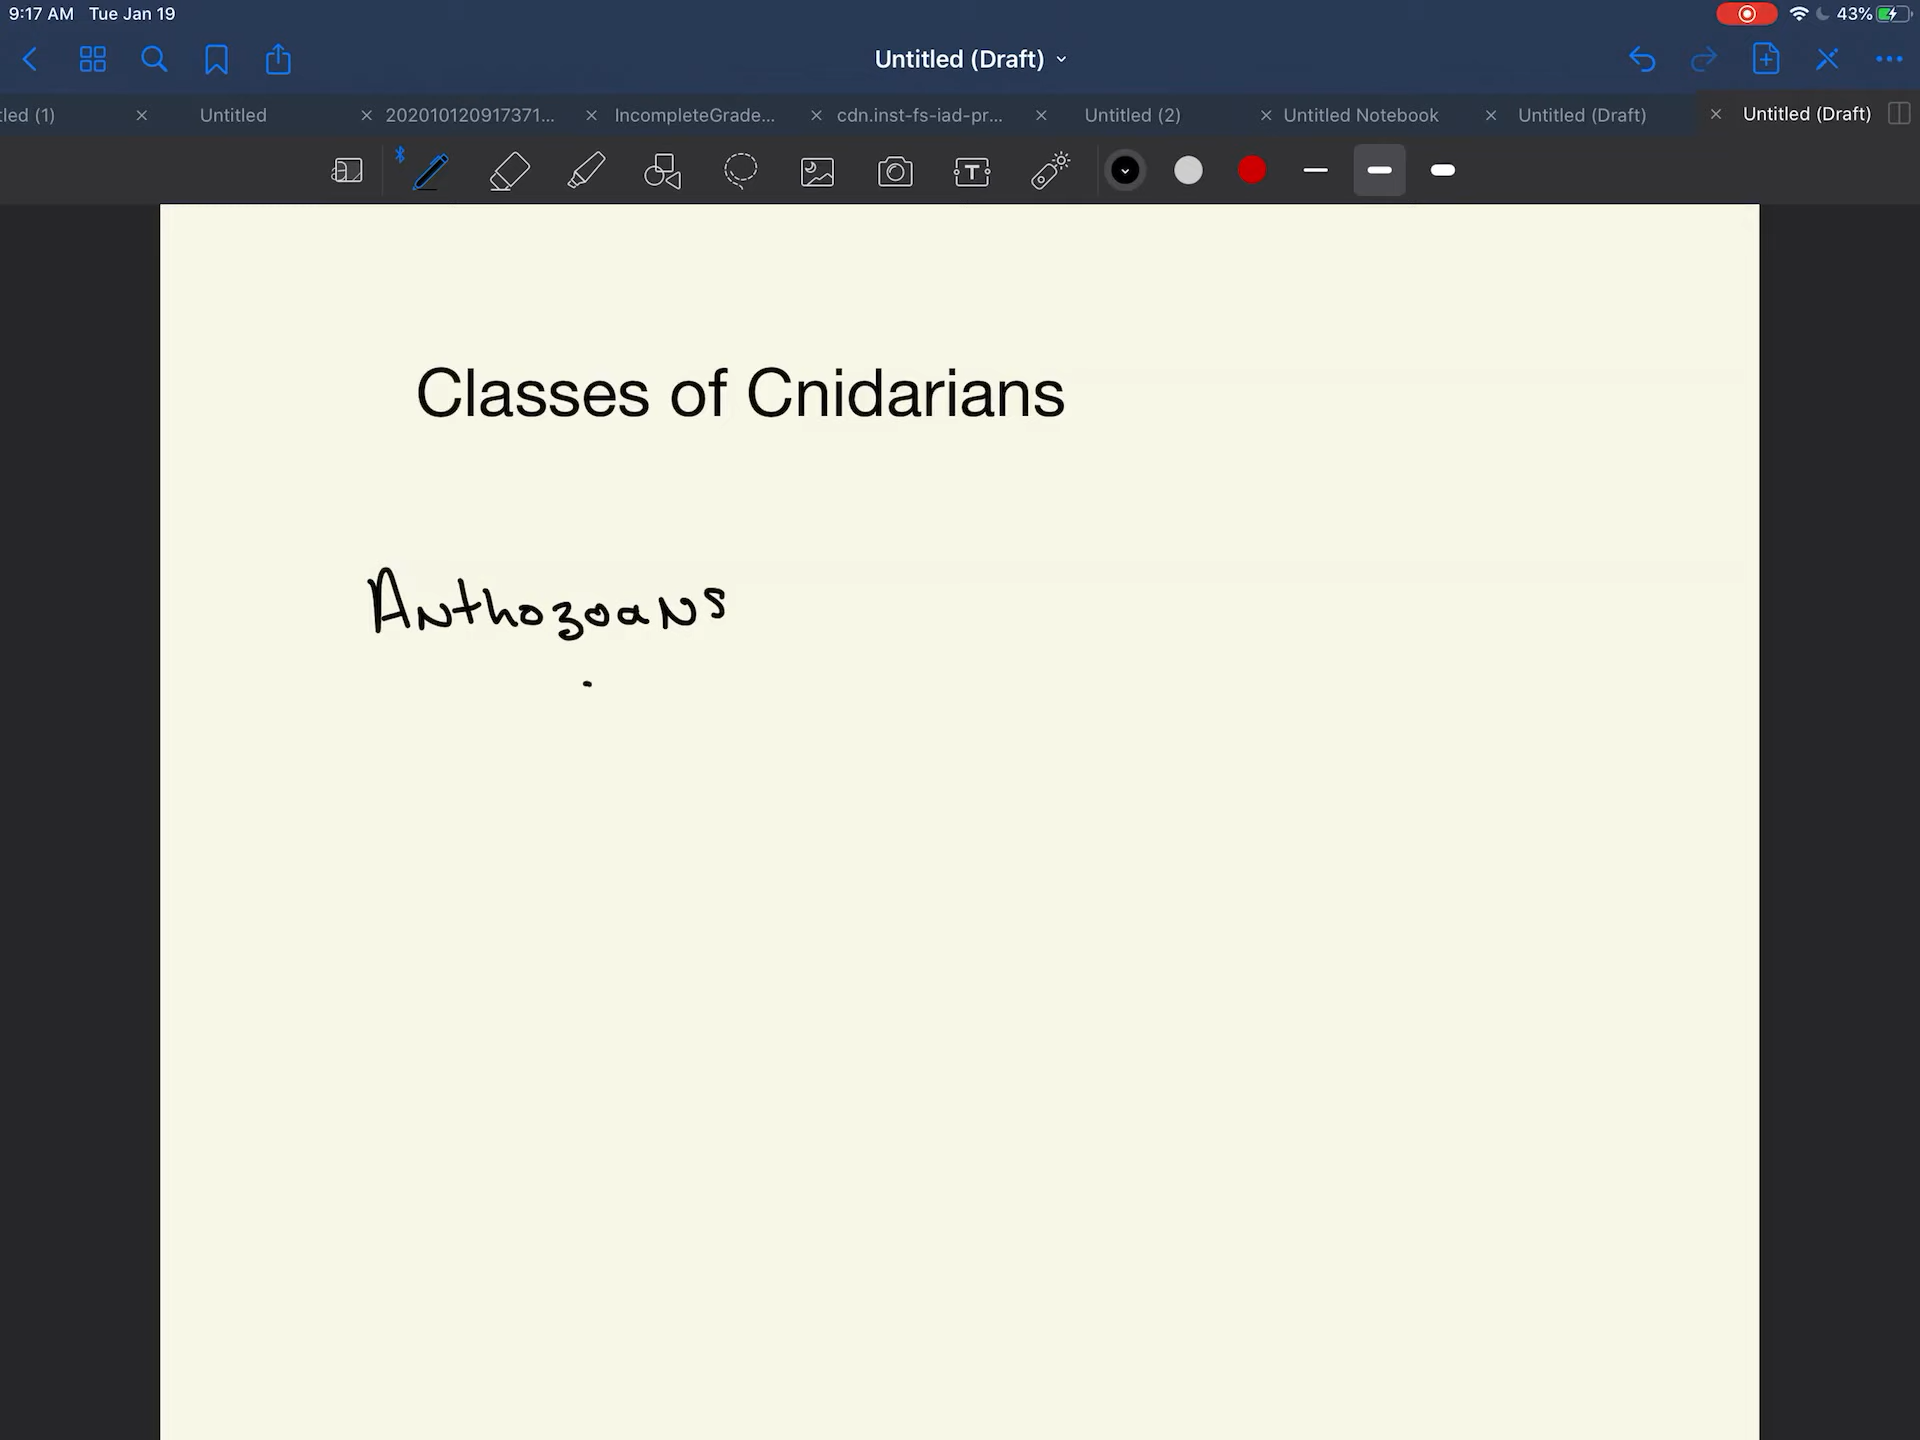 9:17 AM Tue Jan 19
43%
Untitled (Draft)
tled (1)
Untitled
202010120917371...
IncompleteGrade...
cdn.inst-fs-iad-pr...
Untitled (2)
Untitled Notebook
Untitled (Draft)
Untitled (Draft)
T
Classes of Cnidarians
Anthozoans